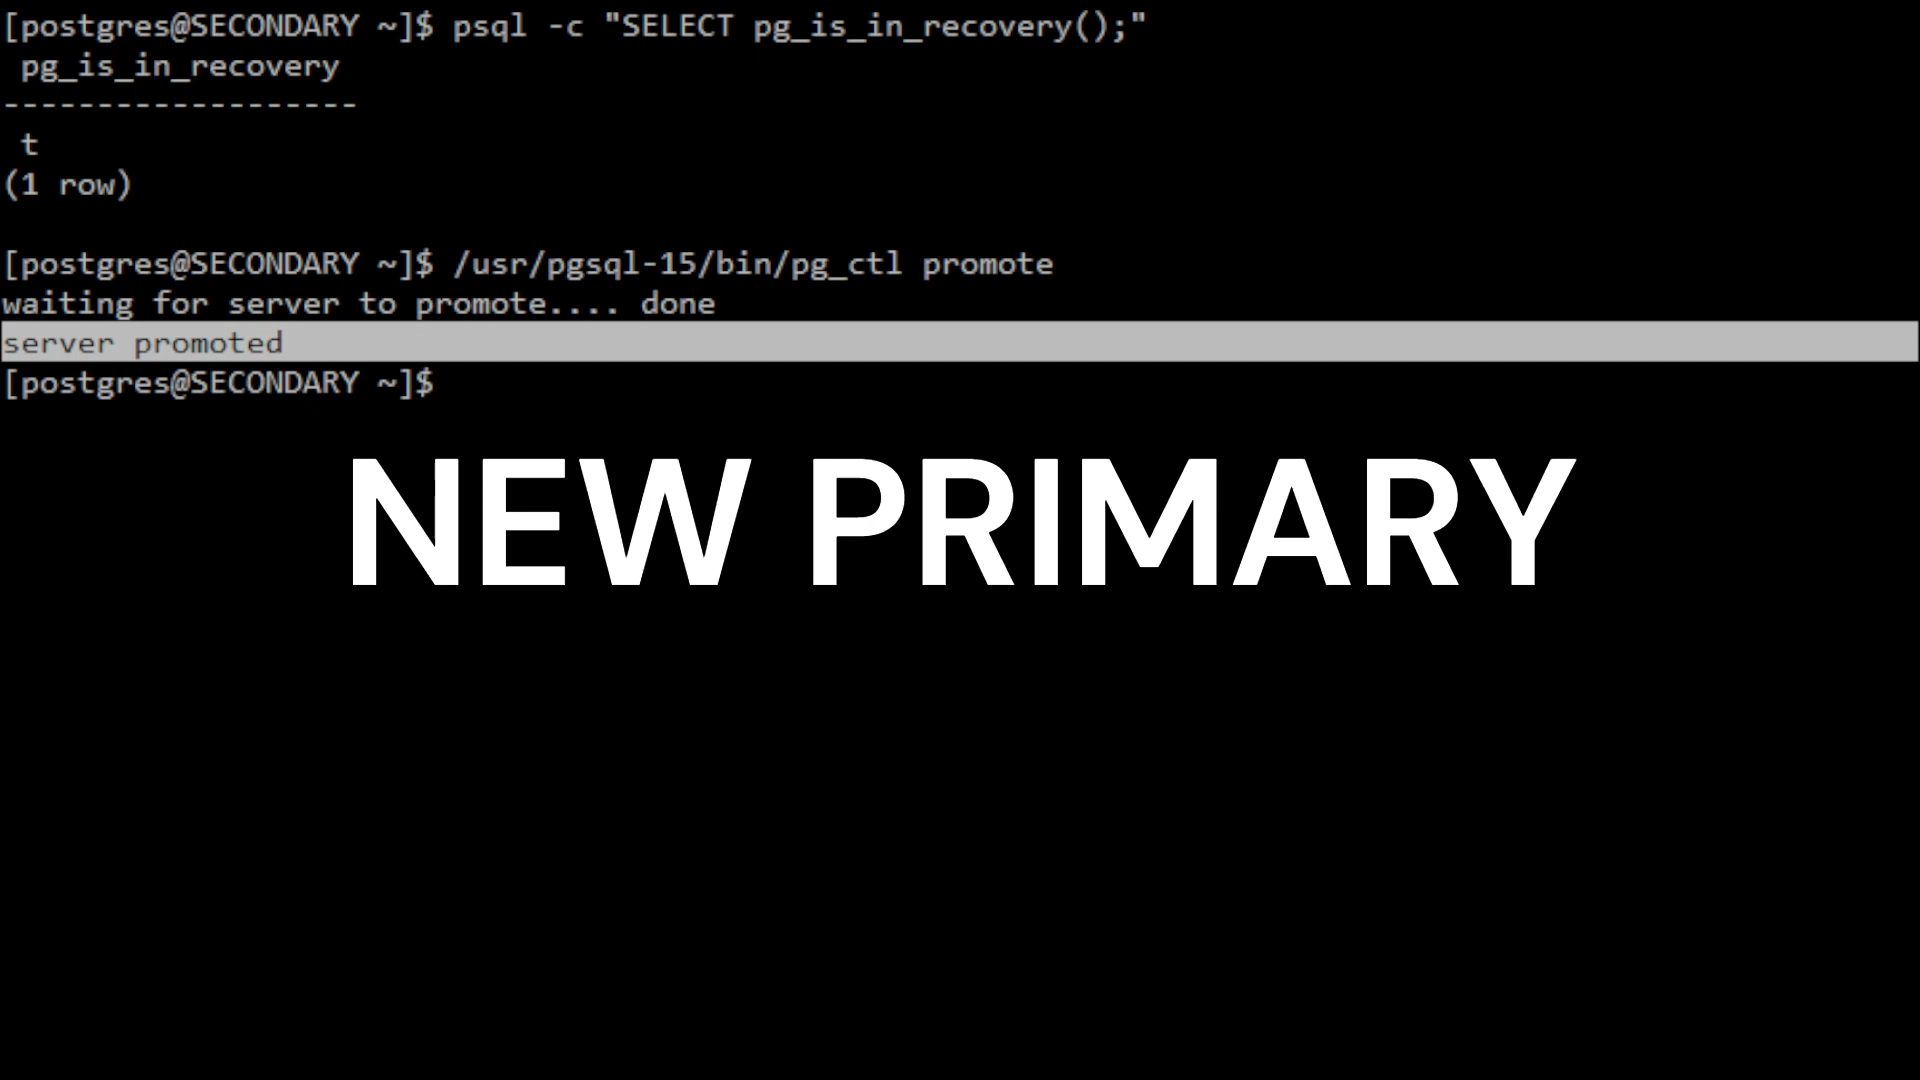 [postgres@SECONDARY ~]$ psql -c "SELECT pg_is_in_recovery();"
 pg_is_in_recovery
-------------------
 t
(1 row)

[postgres@SECONDARY ~]$ /usr/pgsql-15/bin/pg_ctl promote
waiting for server to promote.... done
server promoted
[postgres@SECONDARY ~]$
NEW PRIMARY